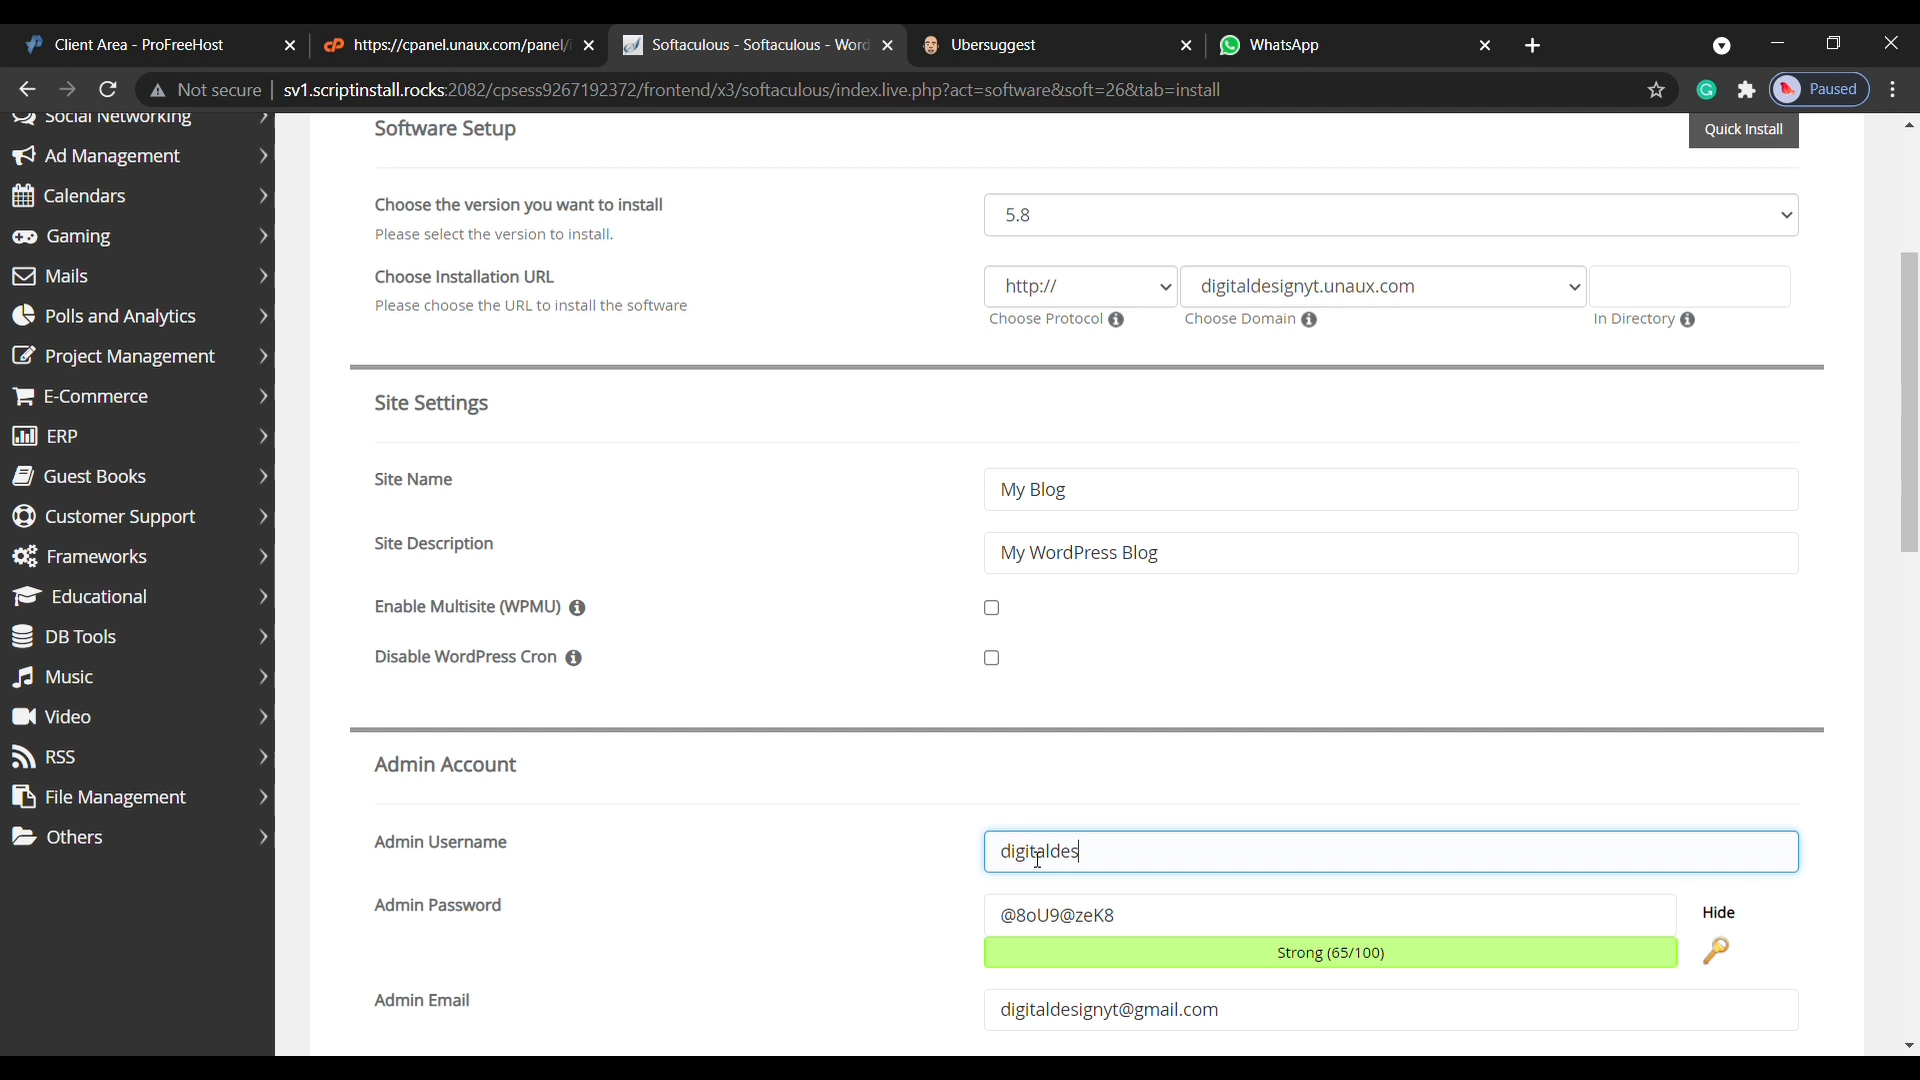 Client Area - ProFreeHost
https://cpanel.unaux.com/panel/
Softaculous - Softaculous - Word
Ubersuggest
WhatsApp
Not secure
sv1.scriptinstall.rocks:2082/cpsess9267192372/frontend/x3/softaculous/index.live.php?act=software&soft=26&tab=install
Paused
Social Networking
Ad Management
Calendars
Gaming
Mails
Polls and Analytics
Project Management
E-Commerce
ERP
Guest Books
Customer Support
Frameworks
Educational
DB Tools
Music
Video
RSS
File Management
Others
Software Setup
Quick Install
Choose the version you want to install
Please select the version to install.
5.8
Choose Installation URL
Please choose the URL to install the software
http://
digitaldesignyt.unaux.com
Choose Protocol
Choose Domain
In Directory
Site Settings
Site Name
My Blog
Site Description
My WordPress Blog
Enable Multisite (WPMU)
Disable WordPress Cron
Admin Account
Admin Username
digitaldes
Admin Password
@8oU9@zeK8
Hide
Strong (65/100)
Admin Email
digitaldesignyt@gmail.com